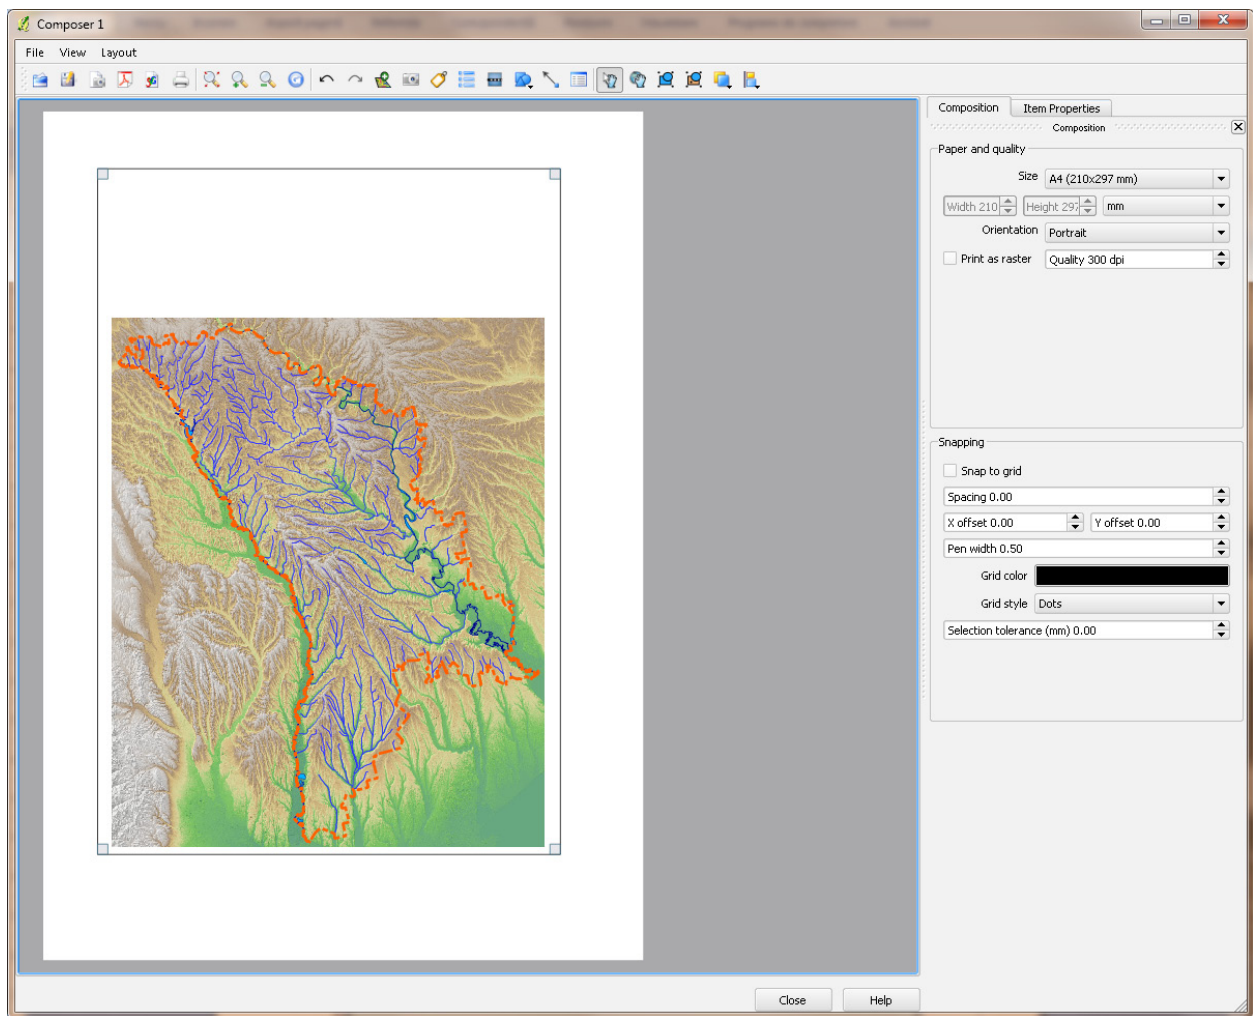 Composer 1
File View Layout
Composition Item Properties
Composition
Paper and quality
Size A4 (210x297 mm)
Width 210 Height 297 mm
Orientation Portrait
Print as raster Quality 300 dpi
Snapping
Snap to grid
Spacing 0.00
X offset 0.00 Y offset 0.00
Pen width 0.50
Grid color
Grid style Dots
Selection tolerance (mm) 0.00
Close Help